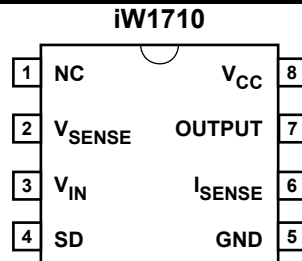 iW1710
1 NC V_CC 8
2 V_SENSE OUTPUT 7
3 V_IN I_SENSE 6
4 SD GND 5